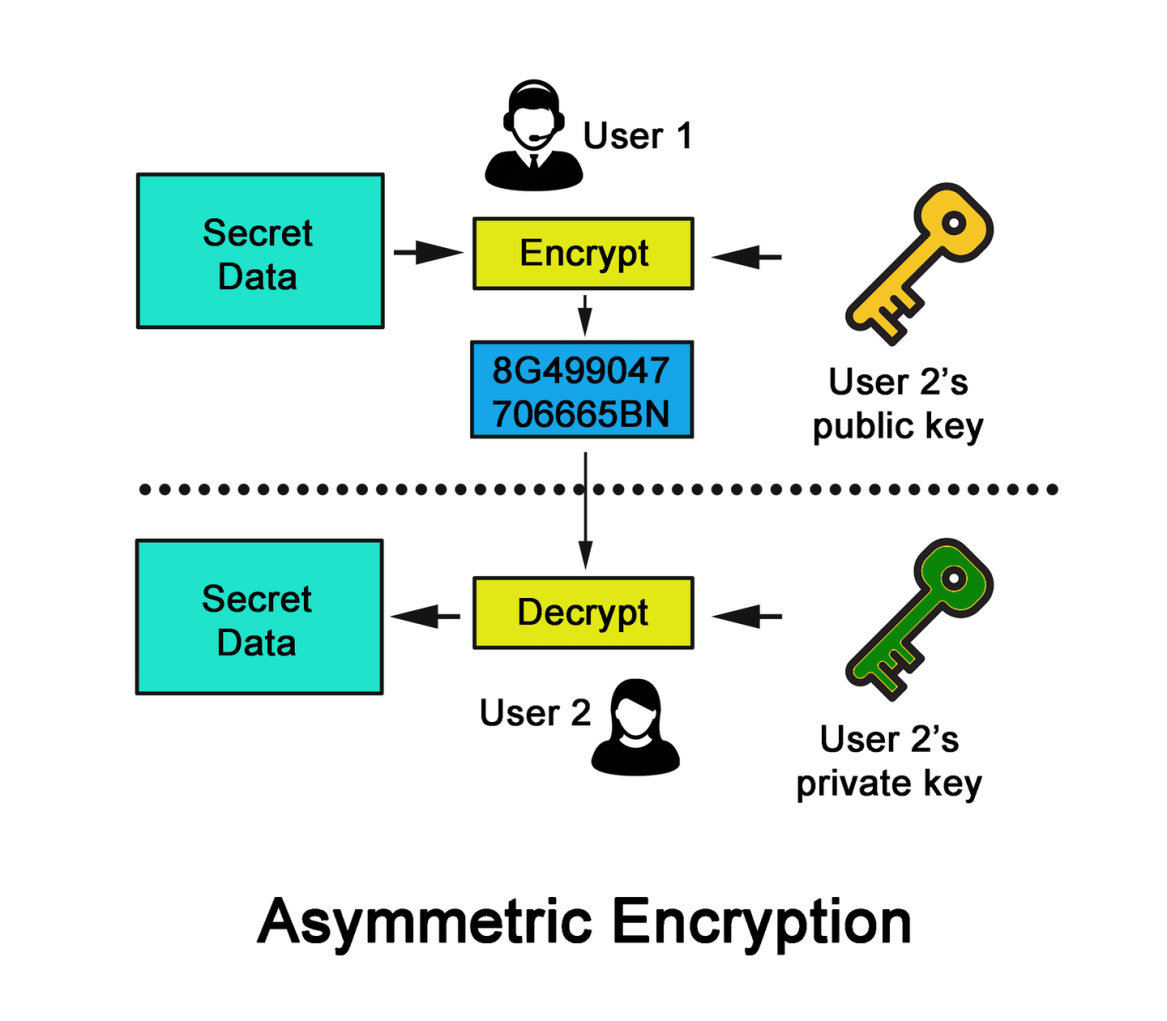 User 1
Secret
Data
Encrypt
8G499047
706665BN
User 2’s
public key
Secret
Data
Decrypt
User 2
User 2’s
private key
Asymmetric Encryption